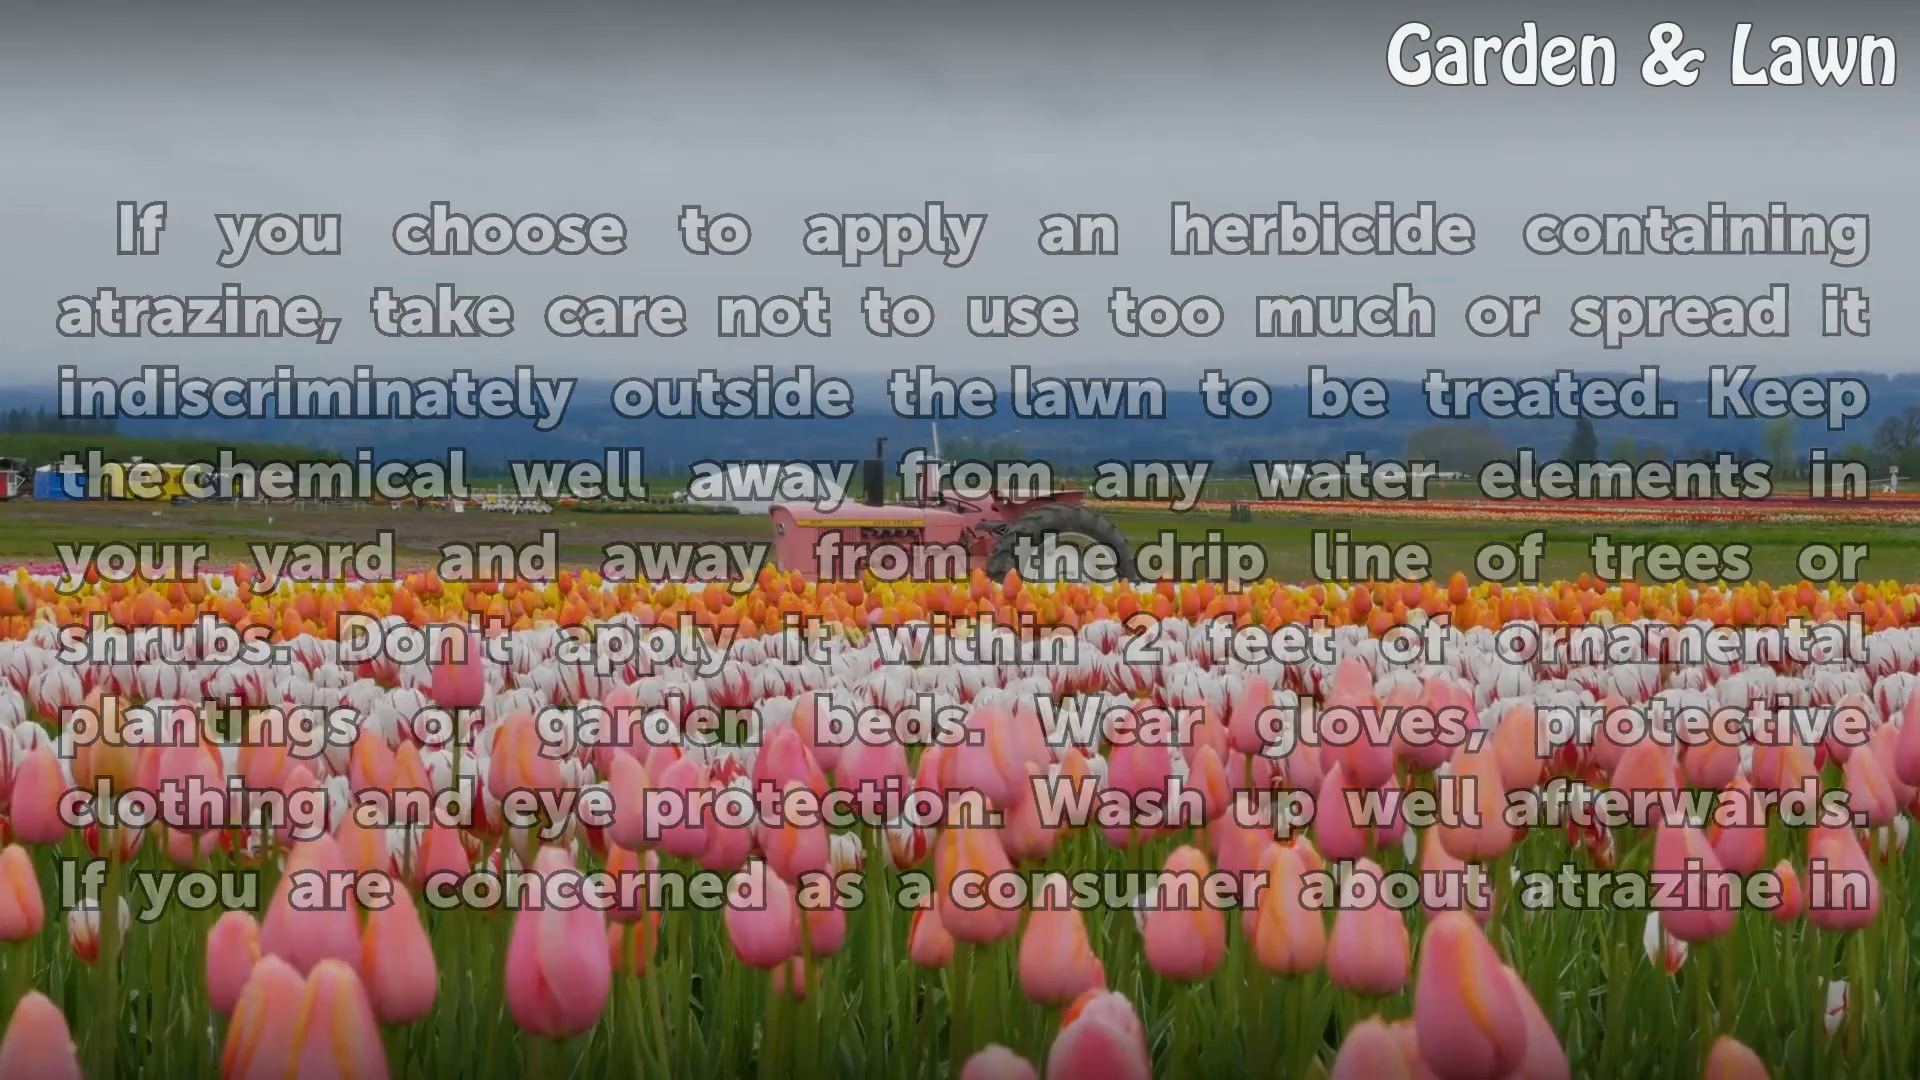 Garden & Lawn
If you choose to apply an herbicide containing
atrazine, take care not to use too much or spread it
indiscriminately outside the lawn to be treated. Keep
the chemical well away from any water elements in
your yard and away from the drip line of trees or
shrubs. Don't apply it within 2 feet of ornamental
plantings or garden beds. Wear gloves, protective
clothing and eye protection. Wash up well afterwards.
If you are concerned as a consumer about atrazine in